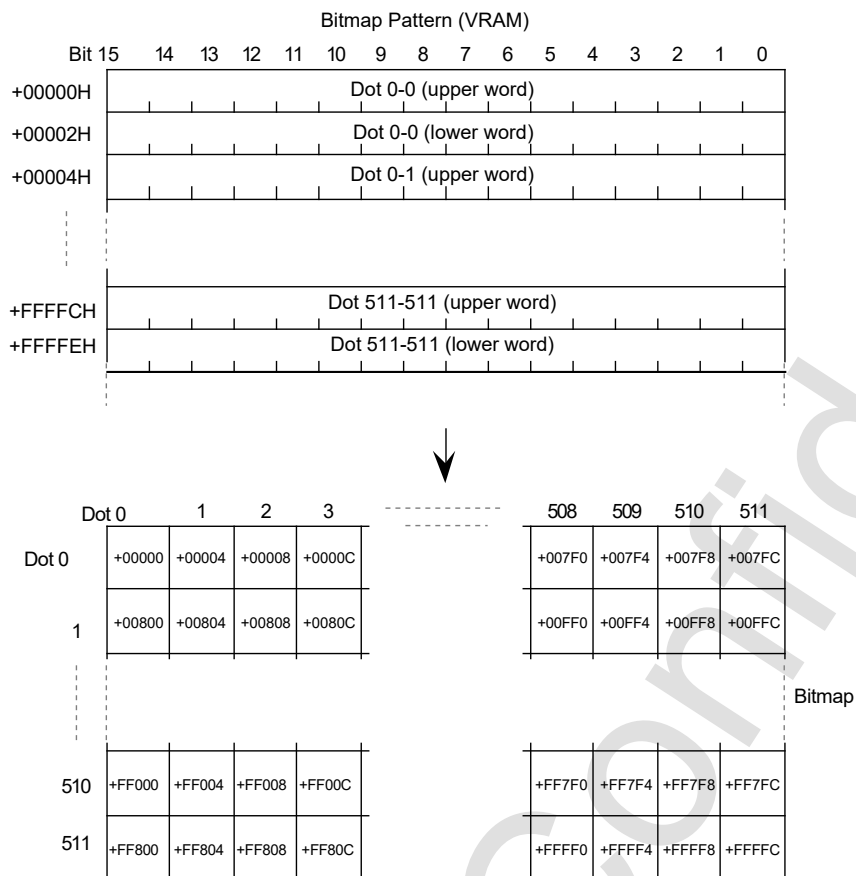 Bitmap Pattern (VRAM)
Bit 15 14 13 12 11 10 9 8 7 6 5 4 3 2 1 0
+00000H Dot 0-0 (upper word)
+00002H Dot 0-0 (lower word)
+00004H Dot 0-1 (upper word)
+FFFFCH Dot 511-511 (upper word)
+FFFFEH Dot 511-511 (lower word)
Dot 0 1 2 3 508 509 510 511
Dot 0 +00000 +00004 +00008 +0000C +007F0 +007F4 +007F8 +007FC
1 +00800 +00804 +00808 +0080C +00FF0 +00FF4 +00FF8 +00FFC
Bitmap
510 +FF000 +FF004 +FF008 +FF00C +FF7F0 +FF7F4 +FF7F8 +FF7FC
511 +FF800 +FF804 +FF808 +FF80C +FFFF0 +FFFF4 +FFFF8 +FFFFC
Confid